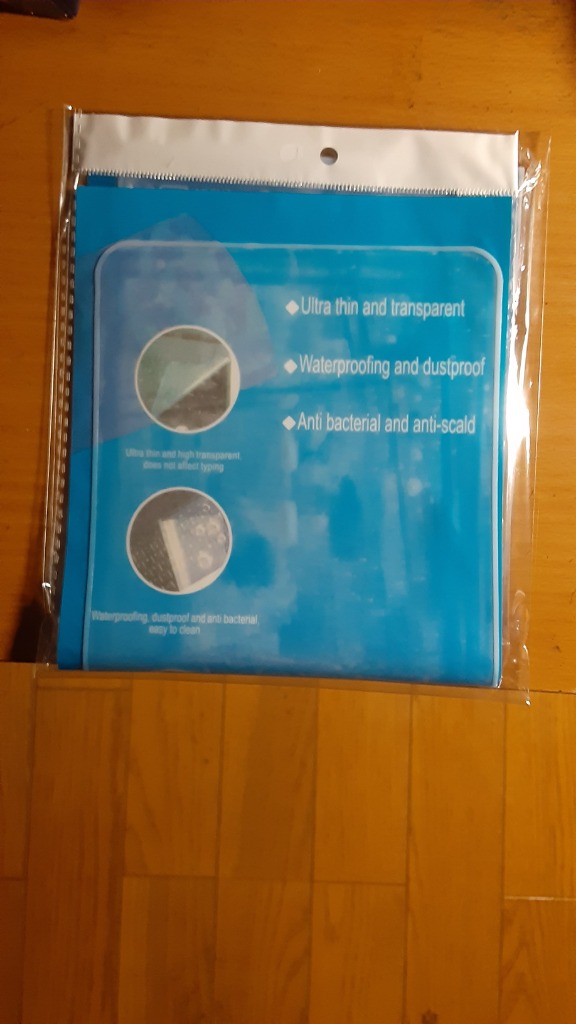 ◆Ultra thin and transparent
◆Waterproofing and dustproof
◆Anti bacterial and anti-scald
Ultra thin and high transparent,
does not affect typing
Waterproofing, dustproof and anti bacterial,
easy to clean